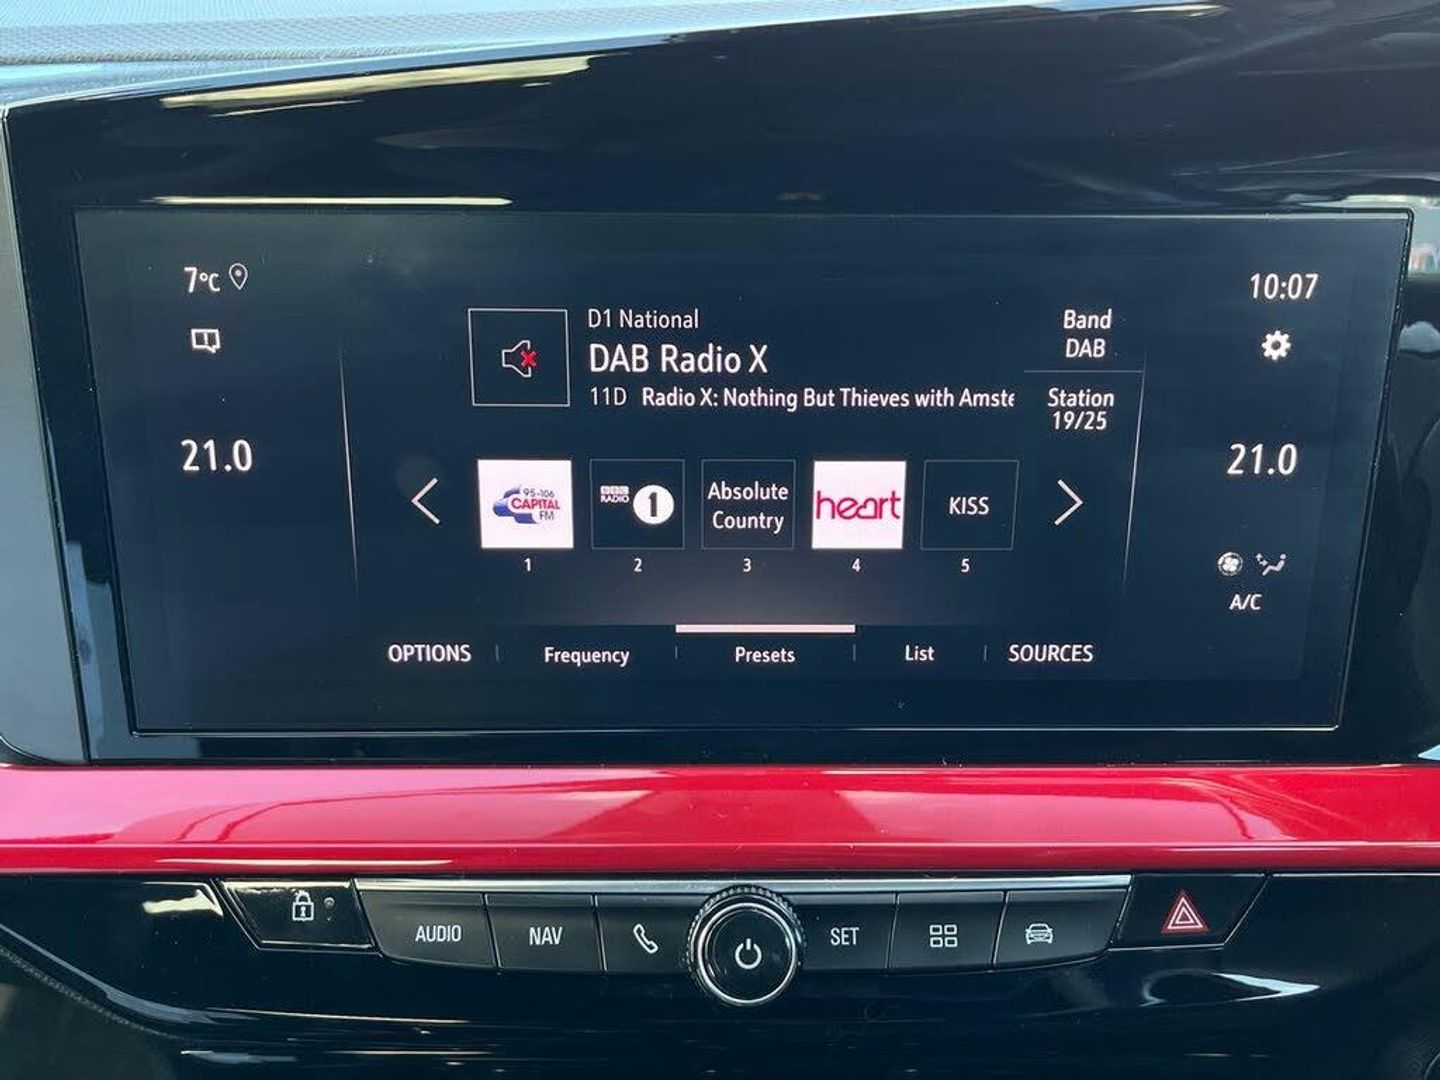 7°C
10:07
D1 National
DAB Radio X
11D Radio X: Nothing But Thieves with Amste
Band
DAB
Station
19/25
21.0
21.0
95-106
CAPITAL
FM
BBC
RADIO
1
Absolute
Country
heart
KISS
1
2
3
4
5
A/C
OPTIONS
Frequency
Presets
List
SOURCES
AUDIO
NAV
SET